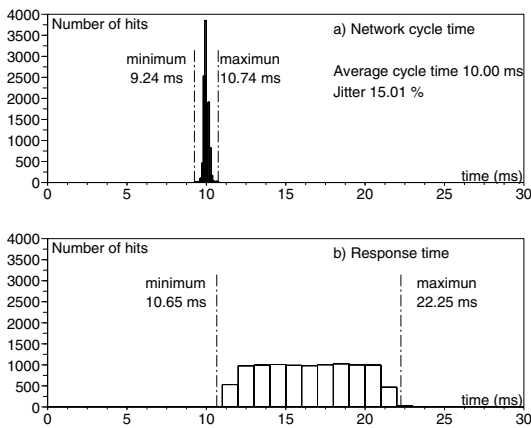 4000
3500
3000
2500
2000
1500
1000
500
0
Number of hits
a) Network cycle time
minimun
9.24 ms
maximun
10.74 ms
Average cycle time 10.00 ms
Jitter 15.01 %
time (ms)
0 5 10 15 20 25 30
4000
3500
3000
2500
2000
1500
1000
500
0
Number of hits
b) Response time
minimum
10.65 ms
maximun
22.25 ms
time (ms)
0 5 10 15 20 25 30